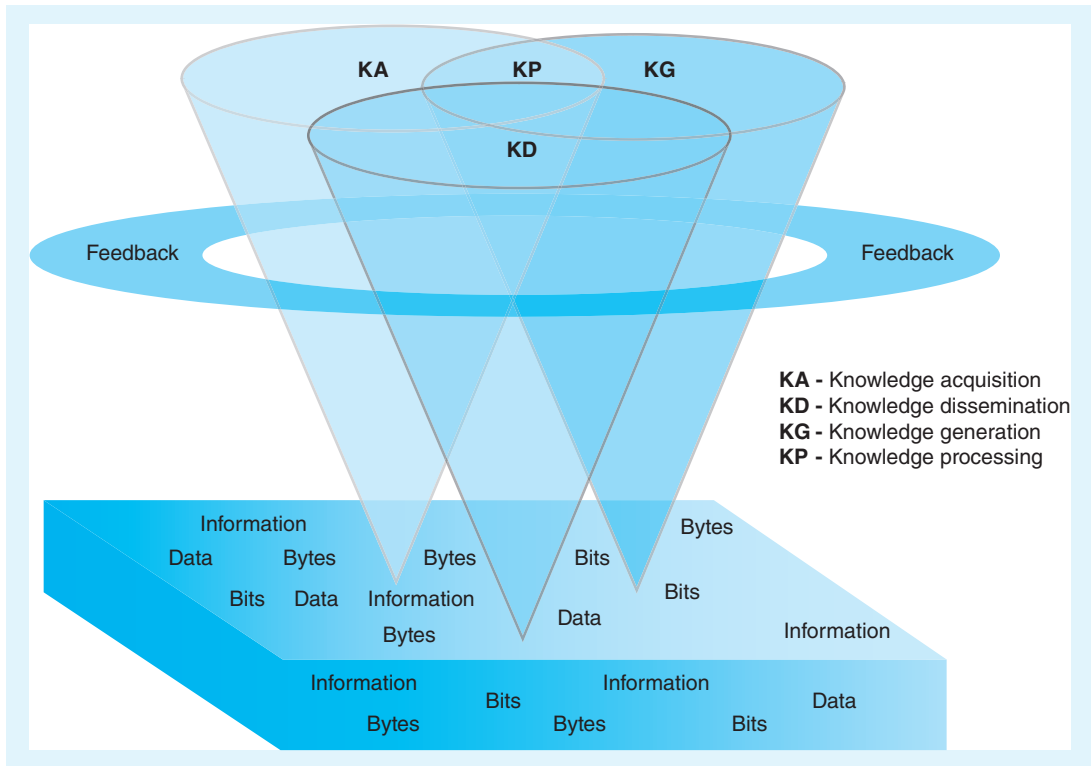 KA KP KG
KD
Feedback Feedback
KA - Knowledge acquisition
KD - Knowledge dissemination
KG - Knowledge generation
KP - Knowledge processing
Information Bytes
Data Bytes Bytes Bits
Bits Data Information Bits
Bytes Data Information
Information Bits Information Data
Bytes Bytes Bits